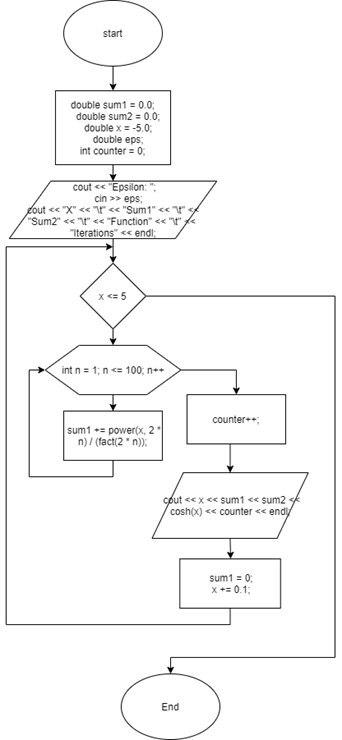 start
double sum1 = 0.0;
double sum2 = 0.0;
double x = -5.0;
double eps;
int counter = 0;
cout << "Epsilon: ";
cin >> eps;
cout << "X" << "\t" << "Sum1" << "\t" <<
"Sum2" << "\t" << "Function" << "\t" <<
"Iterations" << endl;
x <= 5
int n = 1; n <= 100; n++
sum1 += power(x, 2 *
n) / (fact(2 * n));
counter++;
cout << x << sum1 << sum2 <<
cosh(x) << counter << endl;
sum1 = 0;
x += 0.1;
End